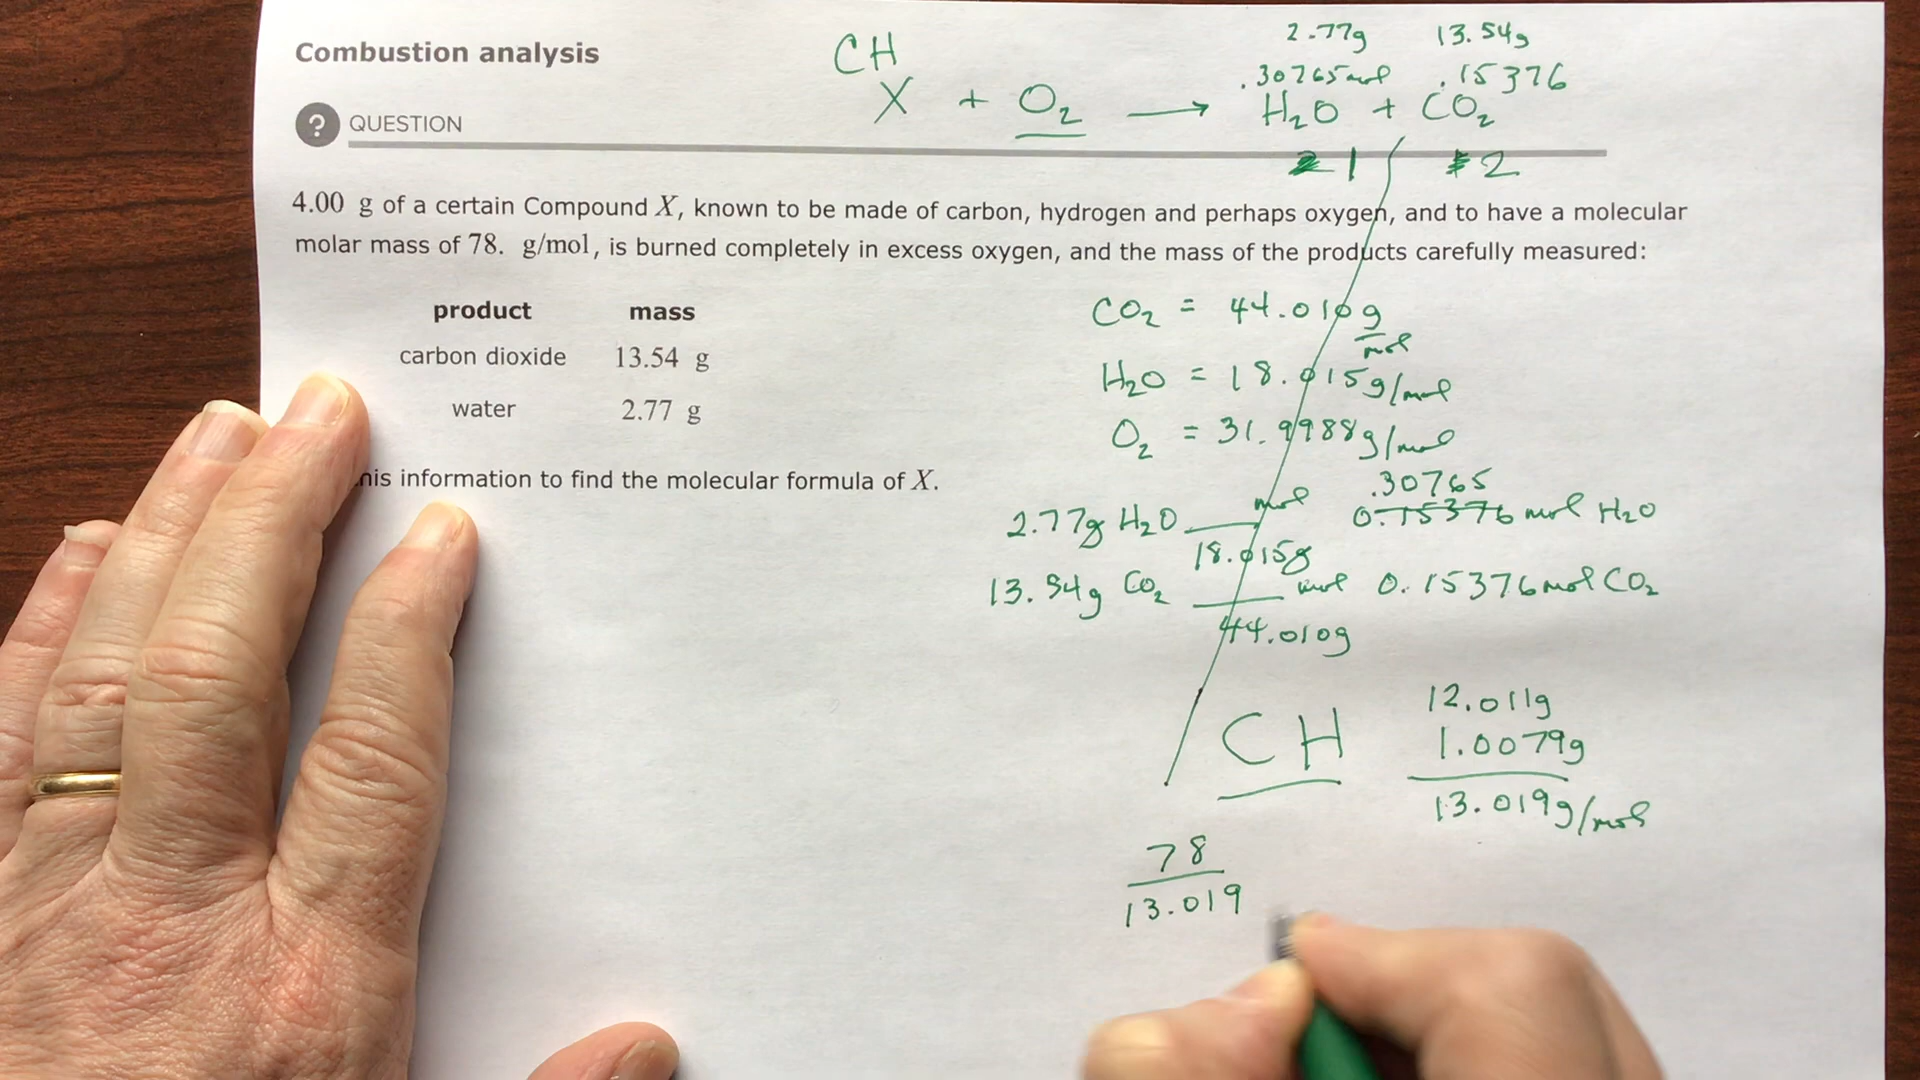 Combustion analysis
CH
X + O₂ → H₂O + CO₂
2.77g 13.54g
.30765mol .15376
1 2
? QUESTION
4.00 g of a certain Compound X, known to be made of carbon, hydrogen and perhaps oxygen, and to have a molecular
molar mass of 78. g/mol, is burned completely in excess oxygen, and the mass of the products carefully measured:
product mass
carbon dioxide 13.54 g
water 2.77 g
his information to find the molecular formula of X.
CO₂ = 44.010g/mol
H₂O = 18.015g/mol
O₂ = 31.9988g/mol
.30765
2.77g H₂O mol 0.15376 mol H₂O
18.015g
13.54g CO₂ mol 0.15376 mol CO₂
44.010g
CH
12.011g
1.0079g
13.019g/mol
78
13.019